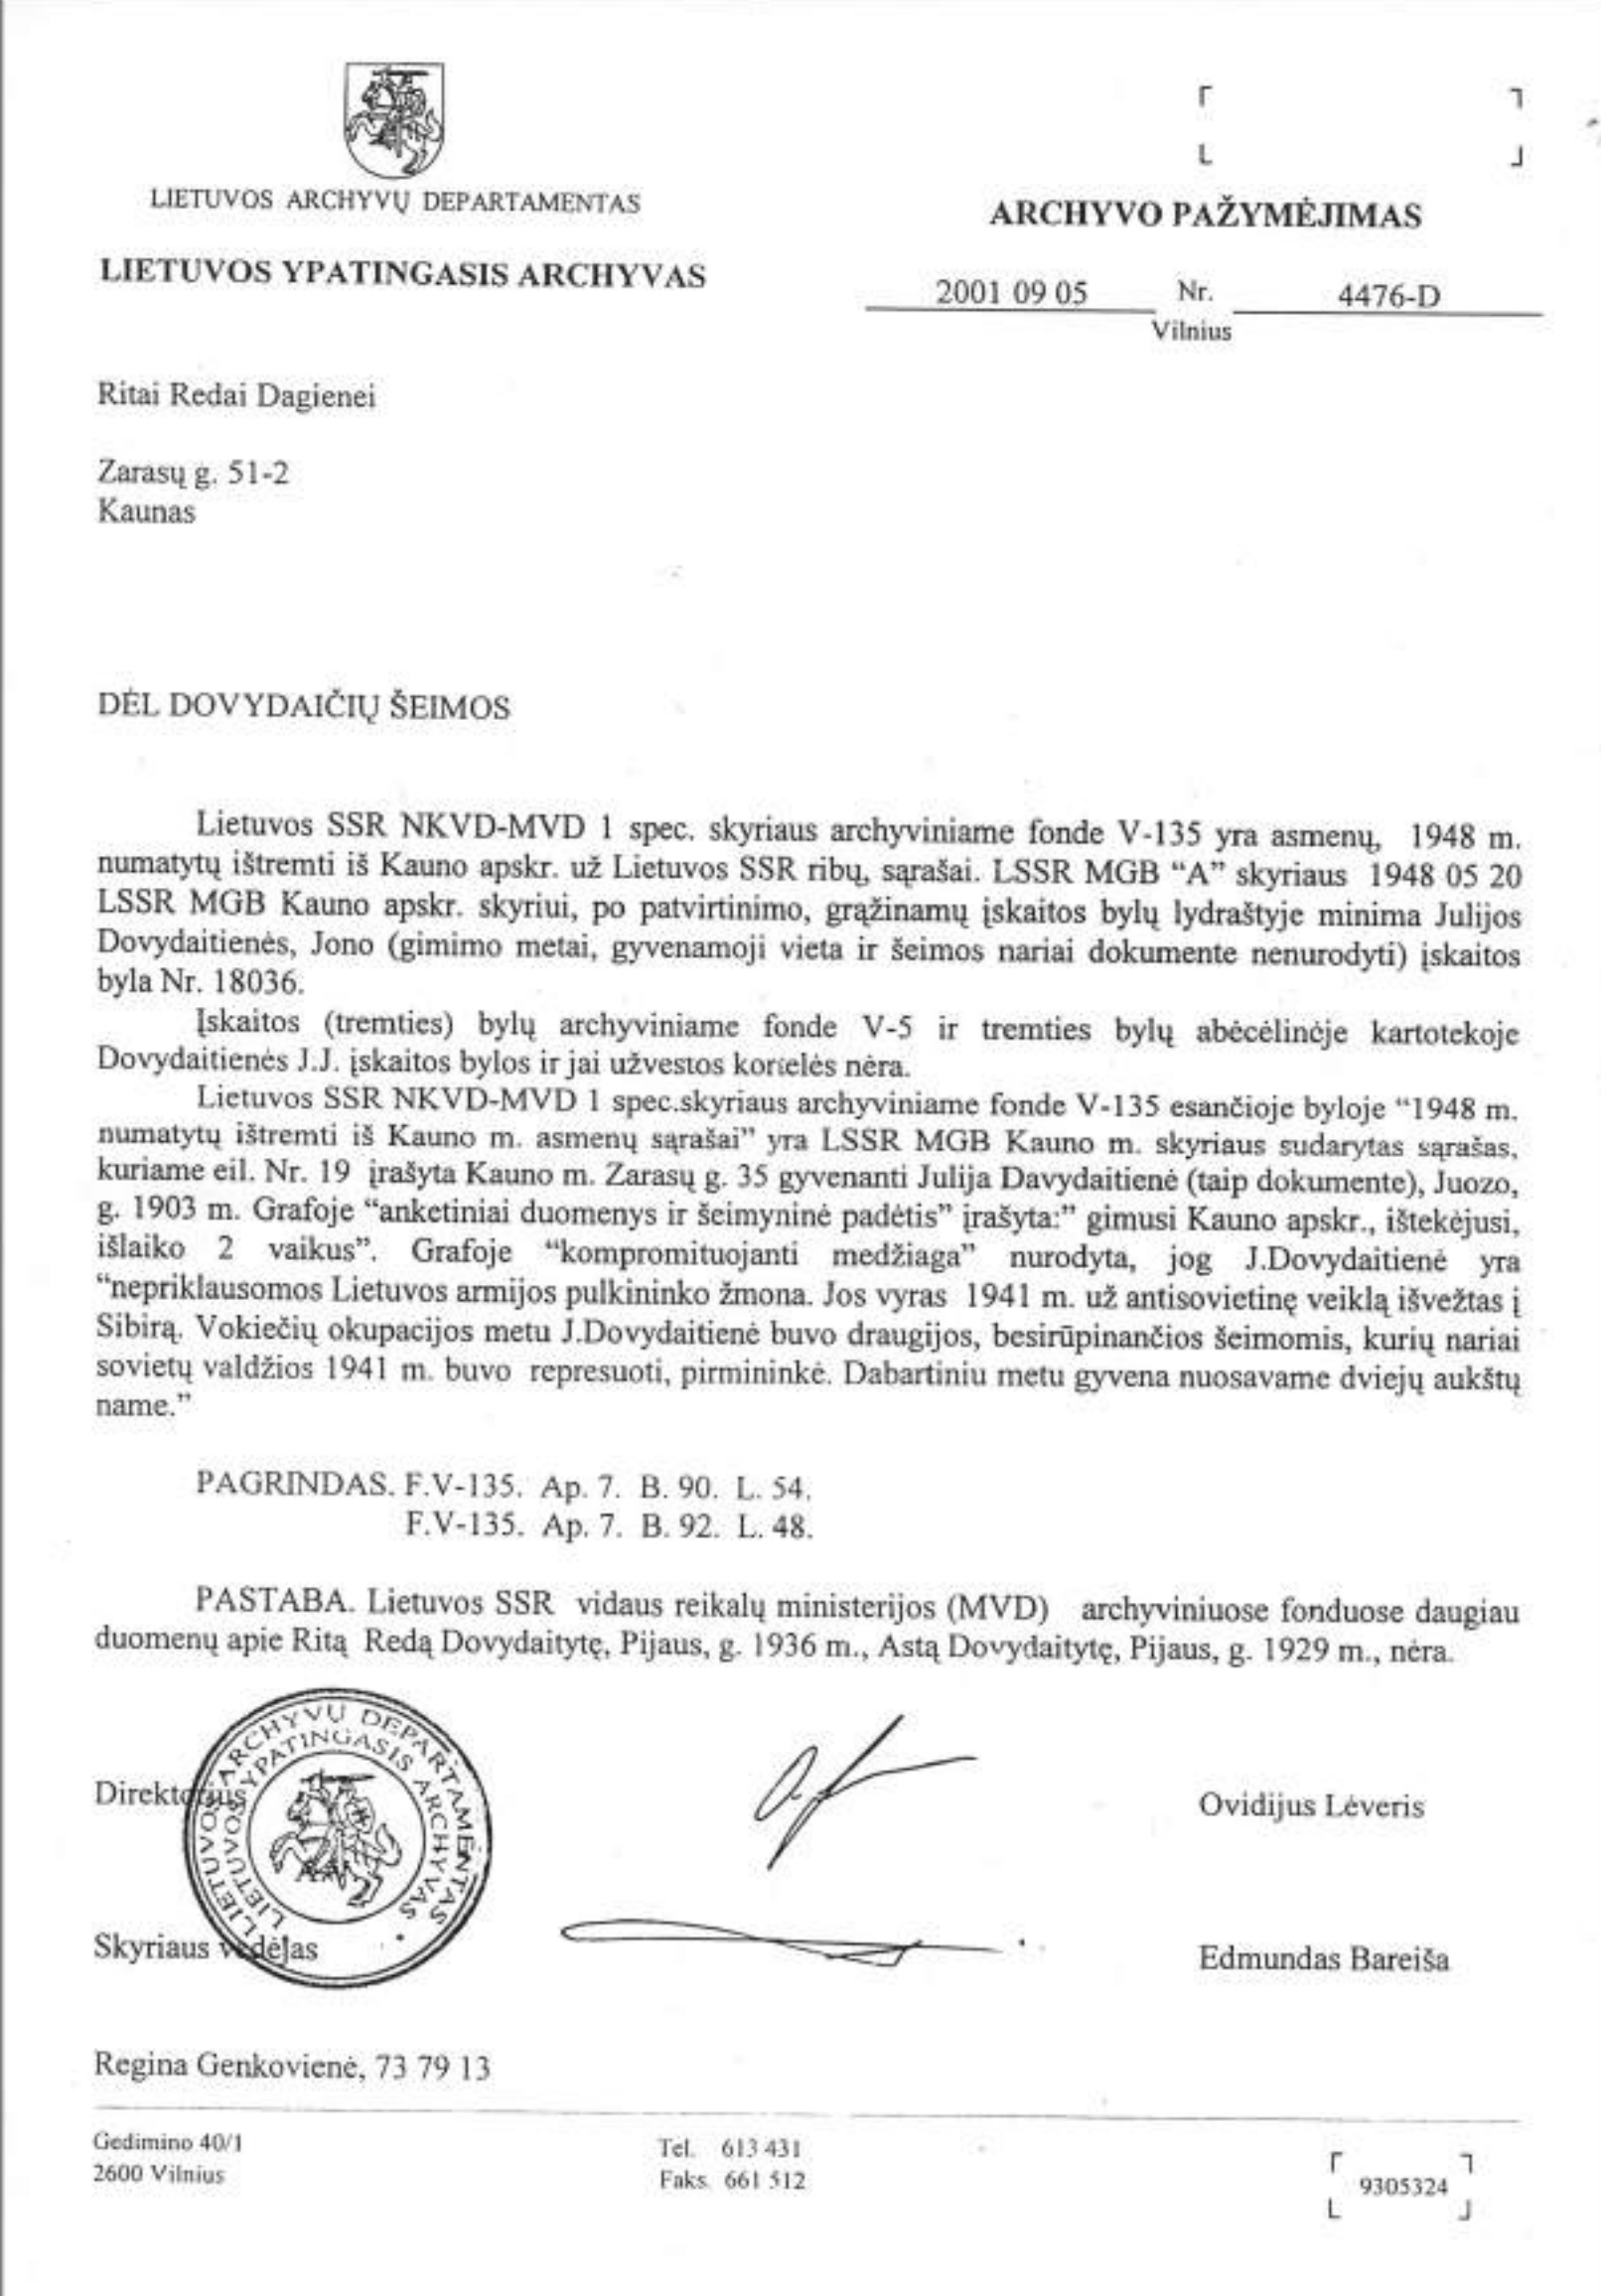 LIETUVOS ARCHYVŲ DEPARTAMENTAS
LIETUVOS YPATINGASIS ARCHYVAS
ARCHYVO PAŽYMĖJIMAS
2001 09 05 Nr. 4476-D
Vilnius
Ritai Redai Dagienei
Zarasų g. 51-2
Kaunas
DĖL DOVYDAIČIŲ ŠEIMOS
Lietuvos SSR NKVD-MVD 1 spec. skyriaus archyviniame fonde V-135 yra asmenų, 1948 m.
numatytų ištremti iš Kauno apskr. už Lietuvos SSR ribų, sąrašai. LSSR MGB “A” skyriaus 1948 05 20
LSSR MGB Kauno apskr. skyriui, po patvirtinimo, grąžinamų įskaitos bylų lydraštyje minima Julijos
Dovydaitienės, Jono (gimimo metai, gyvenamoji vieta ir šeimos nariai dokumente nenurodyti) įskaitos
byla Nr. 18036.
Įskaitos (tremties) bylų archyviniame fonde V-5 ir tremties bylų abėcėlinėje kartotekoje
Dovydaitienės J.J. įskaitos bylos ir jai užvestos kortelės nėra.
Lietuvos SSR NKVD-MVD 1 spec.skyriaus archyviniame fonde V-135 esančioje byloje “1948 m.
numatytų ištremti iš Kauno m. asmenų sąrašai” yra LSSR MGB Kauno m. skyriaus sudarytas sąrašas,
kuriame eil. Nr. 19 įrašyta Kauno m. Zarasų g. 35 gyvenanti Julija Davydaitienė (taip dokumente), Juozo,
g. 1903 m. Grafoje “anketiniai duomenys ir šeimyninė padėtis” įrašyta:” gimusi Kauno apskr., ištekėjusi,
išlaiko 2 vaikus”. Grafoje “kompromituojanti medžiaga” nurodyta, jog J.Dovydaitienė yra
“nepriklausomos Lietuvos armijos pulkininko žmona. Jos vyras 1941 m. už antisovietinę veiklą išvežtas į
Sibirą. Vokiečių okupacijos metu J.Dovydaitienė buvo draugijos, besirūpinančios šeimomis, kurių nariai
sovietų valdžios 1941 m. buvo represuoti, pirmininkė. Dabartiniu metu gyvena nuosavame dviejų aukštų
name.”
PAGRINDAS. F.V-135. Ap. 7. B. 90. L. 54.
F.V-135. Ap. 7. B. 92. L. 48.
PASTABA. Lietuvos SSR vidaus reikalų ministerijos (MVD) archyviniuose fonduose daugiau
duomenų apie Ritą Redą Dovydaitytę, Pijaus, g. 1936 m., Astą Dovydaitytę, Pijaus, g. 1929 m., nėra.
LIETUVOS ARCHYVŲ DEPARTAMENTAS
LIETUVOS YPATINGASIS ARCHYVAS
Direktorius Ovidijus Lėveris
Skyriaus vedėjas Edmundas Bareiša
Regina Genkovienė, 73 79 13
Gedimino 40/1
2600 Vilnius
Tel. 613 431
Faks. 661 512
9305324